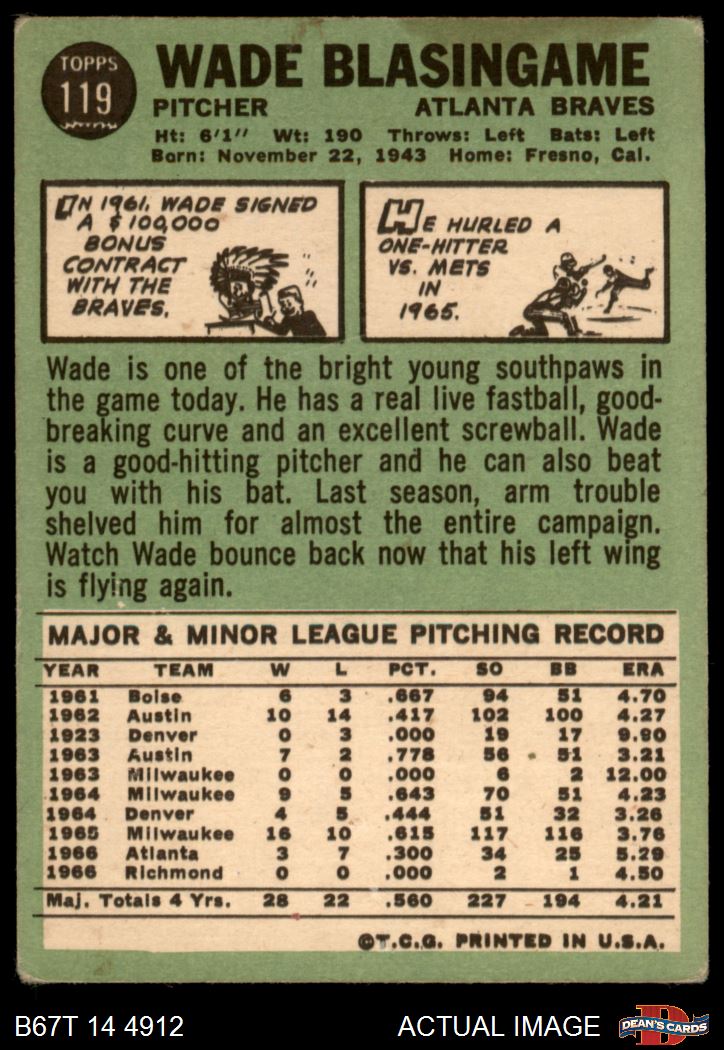 TOPPS
119
WADE BLASINGAME
PITCHER ATLANTA BRAVES
Ht: 6'1" Wt: 190 Throws: Left Bats: Left
Born: November 22, 1943 Home: Fresno, Cal.
IN 1961, WADE SIGNED
A $100,000
BONUS
CONTRACT
WITH THE
BRAVES.
HE HURLED A
ONE-HITTER
VS. METS
IN
1965.
Wade is one of the bright young southpaws in
the game today. He has a real live fastball, good-
breaking curve and an excellent screwball. Wade
is a good-hitting pitcher and he can also beat
you with his bat. Last season, arm trouble
shelved him for almost the entire campaign.
Watch Wade bounce back now that his left wing
is flying again.
MAJOR & MINOR LEAGUE PITCHING RECORD
YEAR TEAM W L PCT. SO BB ERA
1961 Boise 6 3 .667 94 51 4.70
1962 Austin 10 14 .417 102 100 4.27
1923 Denver 0 3 .000 19 17 9.90
1963 Austin 7 2 .778 56 51 3.21
1963 Milwaukee 0 0 .000 6 2 12.00
1964 Milwaukee 9 5 .643 70 51 4.23
1964 Denver 4 5 .444 51 32 3.26
1965 Milwaukee 16 10 .615 117 116 3.76
1966 Atlanta 3 7 .300 34 25 5.29
1966 Richmond 0 0 .000 2 1 4.50
Maj. Totals 4 Yrs. 28 22 .560 227 194 4.21
©T.C.G. PRINTED IN U.S.A.
B67T 14 4912 ACTUAL IMAGE
D
DEAN'S CARDS